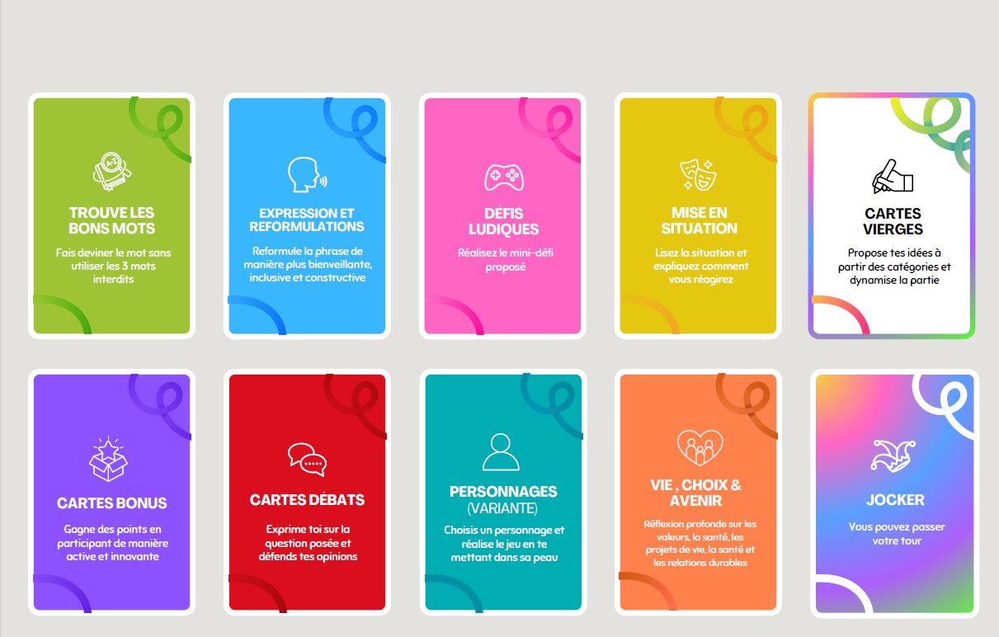 A-Z
TROUVE LES
BONS MOTS
Fais deviner le mot sans
utiliser les 3 mots
interdits
EXPRESSION ET
REFORMULATIONS
Reformule la phrase de
manière plus bienveillante,
inclusive et constructive
DÉFIS
LUDIQUES
Réalisez le mini-défi
proposé
MISE EN
SITUATION
Lisez la situation et
expliquez comment
vous réagirez
CARTES
VIERGES
Propose tes idées à
partir des catégories et
dynamise la partie
CARTES BONUS
Gagne des points en
participant de manière
active et innovante
CARTES DÉBATS
Exprime toi sur la
question posée et
défends tes opinions
PERSONNAGES
(VARIANTE)
Choisis un personnage et
réalise le jeu en te
mettant dans sa peau
VIE , CHOIX &
AVENIR
Réflexion profonde sur les
valeurs, la santé, les
projets de vie, la santé et
les relations durables
JOCKER
Vous pouvez passer
votre tour